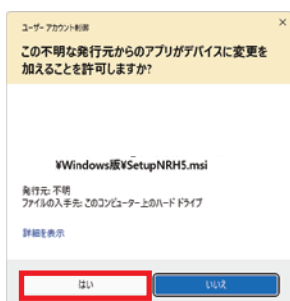 ユーザー アカウント制御
×
この不明な発行元からのアプリがデバイスに変更を
加えることを許可しますか?
¥Windows版¥SetupNRH5.msi
発行元: 不明
ファイルの入手先: このコンピューター上のハード ドライブ
詳細を表示
はい
いいえ